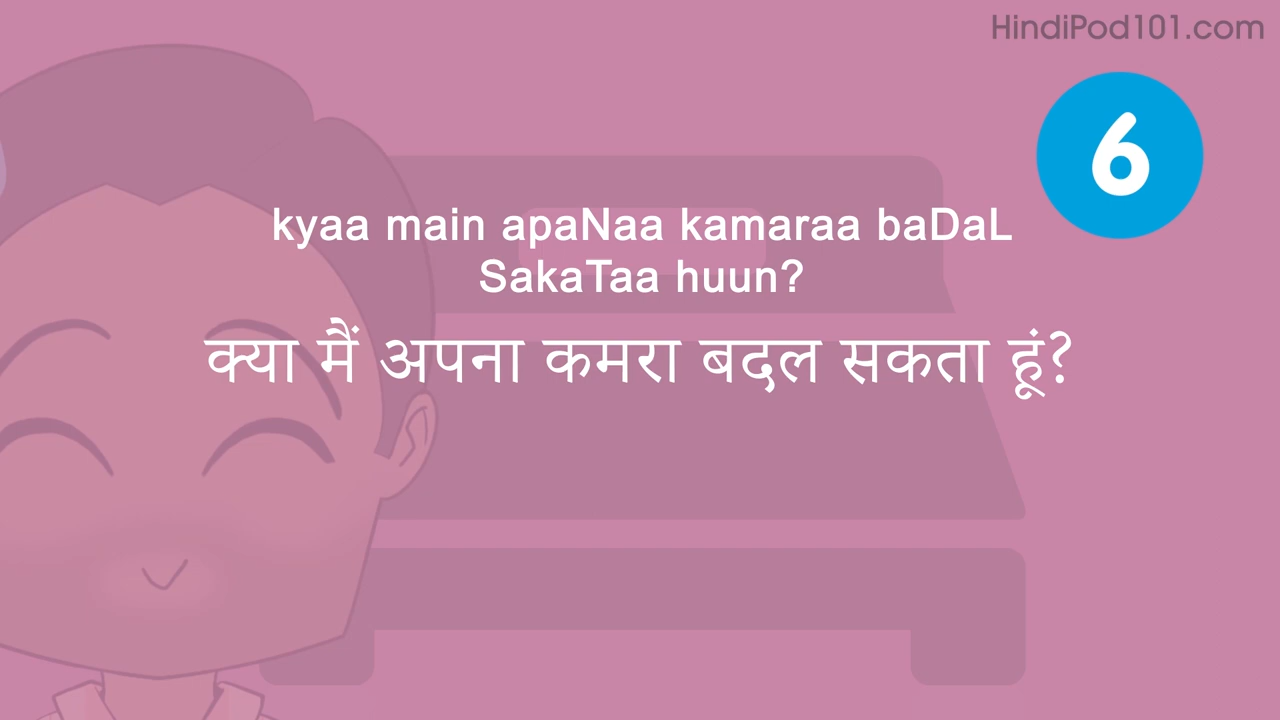 HindiPod101.com
6
kyaa main apaNaa kamaraa baDaL
SakaTaa huun?
क्या मैं अपना कमरा बदल सकता हूं?